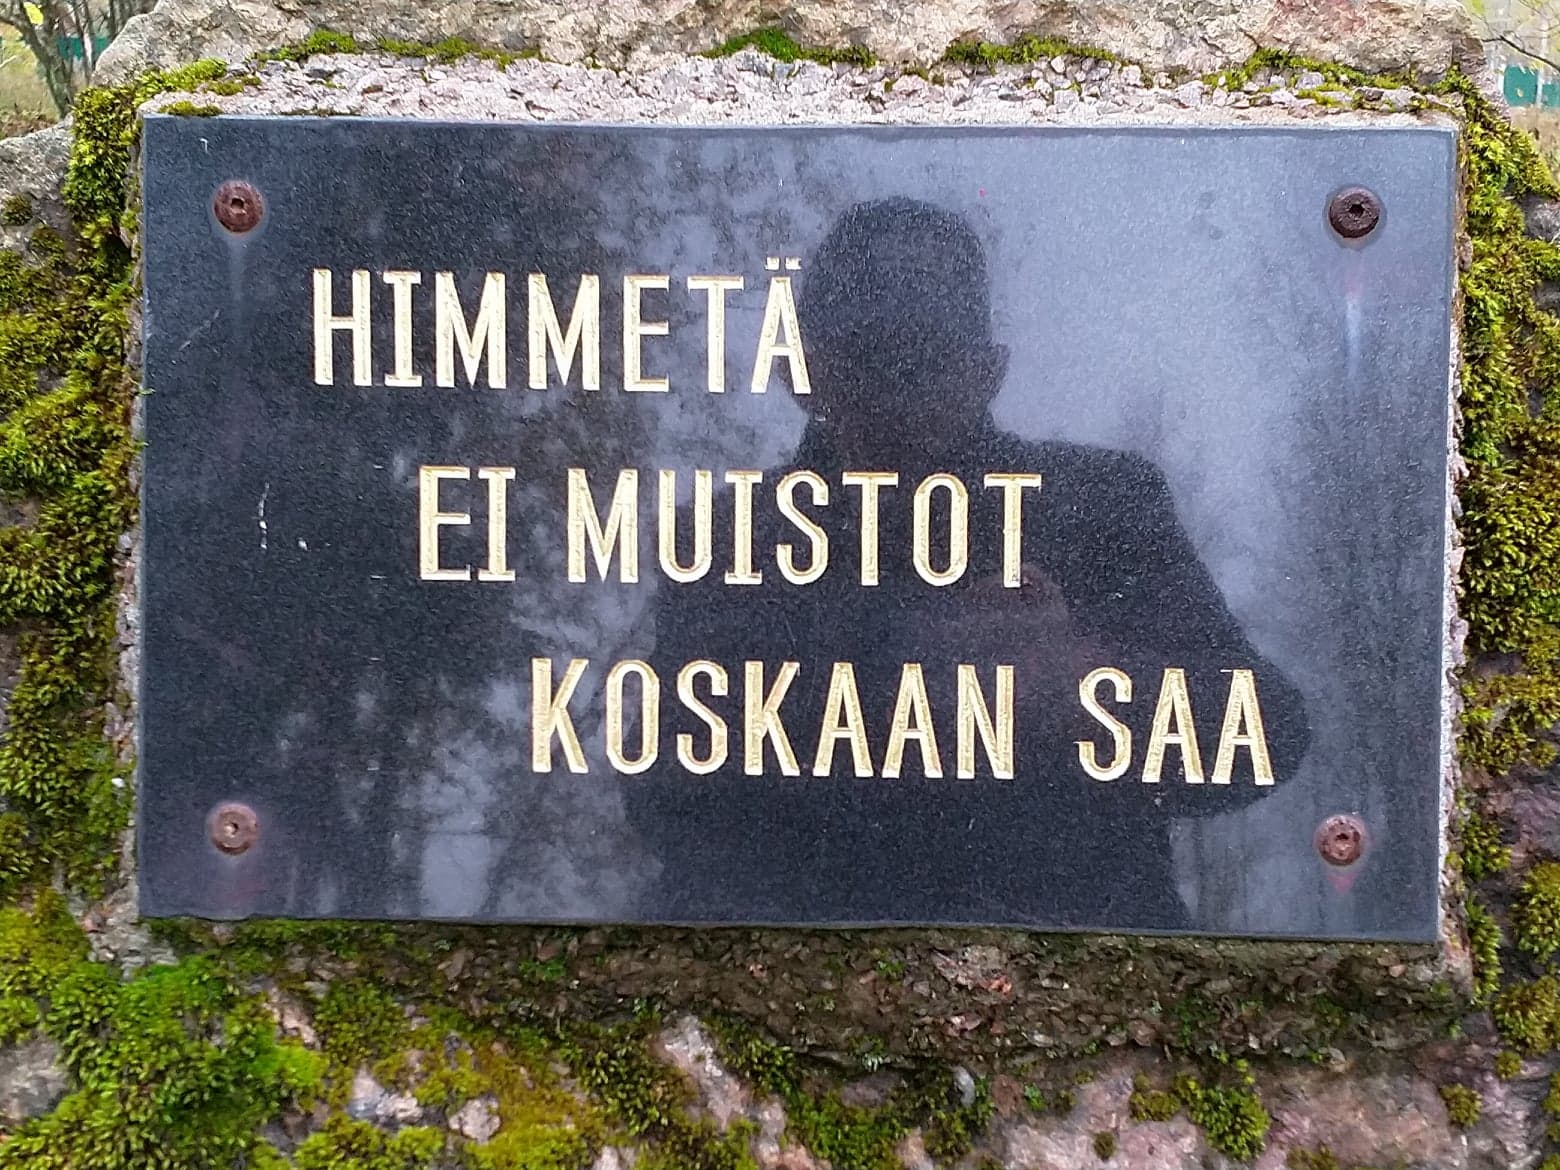 HIMMETÄ
EI MUISTOT
KOSKAAN SAA